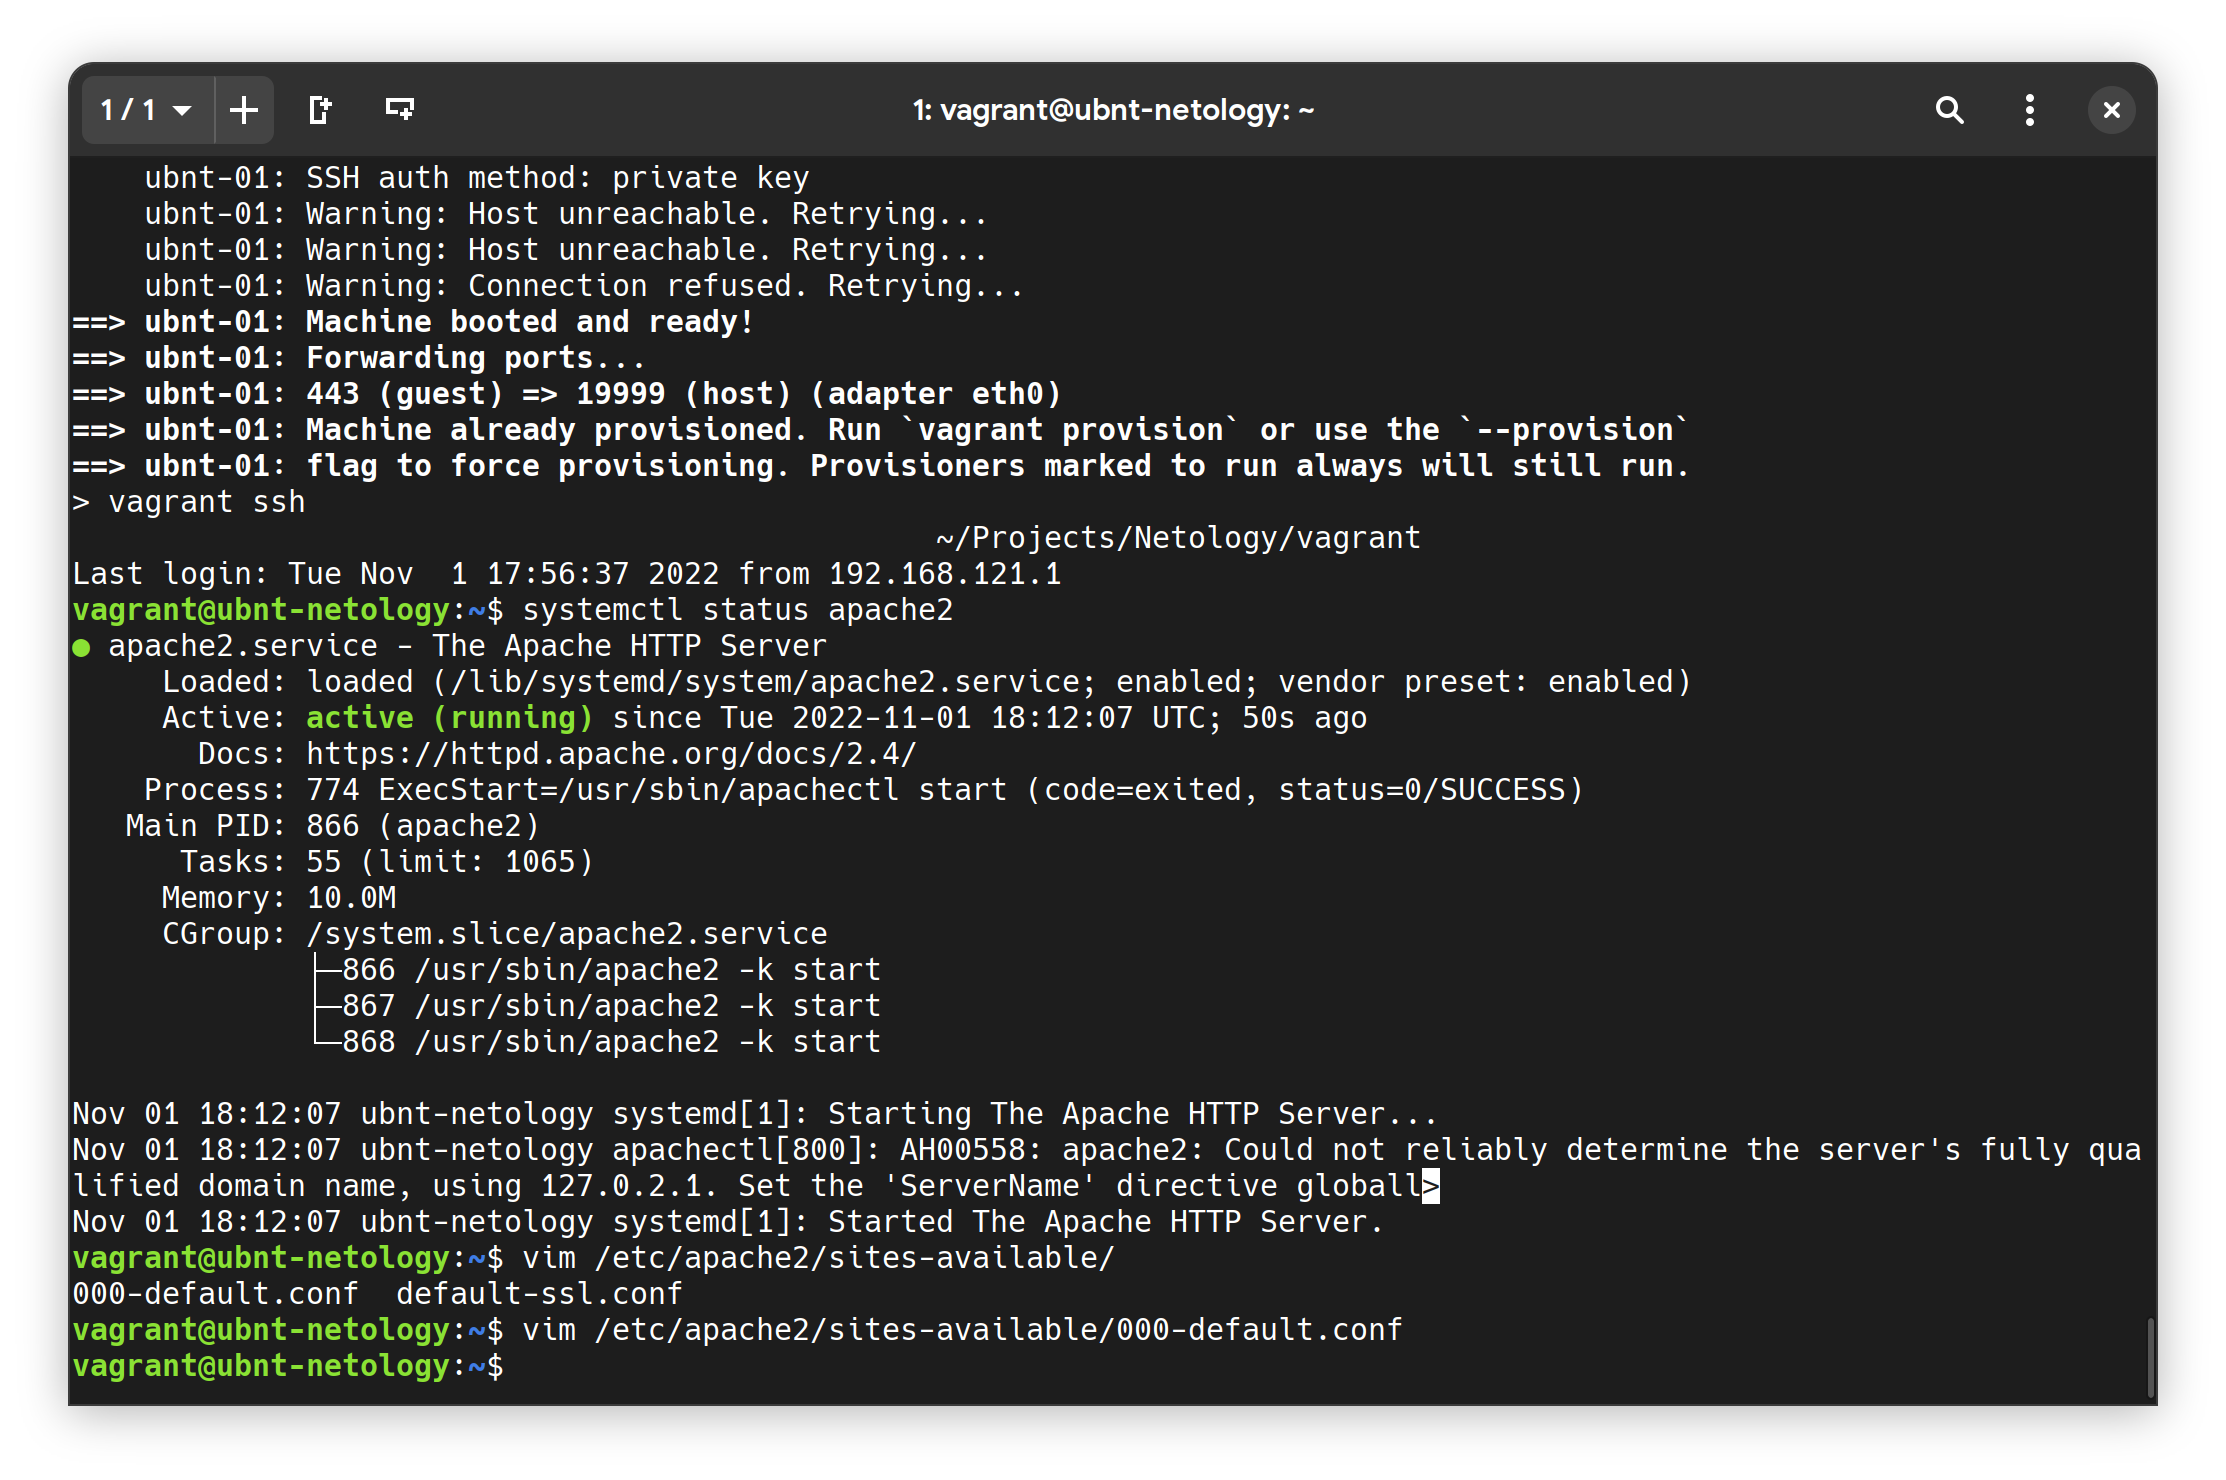 1 / 1
1: vagrant@ubnt-netology: ~
    ubnt-01: SSH auth method: private key
    ubnt-01: Warning: Host unreachable. Retrying...
    ubnt-01: Warning: Host unreachable. Retrying...
    ubnt-01: Warning: Connection refused. Retrying...
==> ubnt-01: Machine booted and ready!
==> ubnt-01: Forwarding ports...
==> ubnt-01: 443 (guest) => 19999 (host) (adapter eth0)
==> ubnt-01: Machine already provisioned. Run `vagrant provision` or use the `--provision`
==> ubnt-01: flag to force provisioning. Provisioners marked to run always will still run.
> vagrant ssh
                                                ~/Projects/Netology/vagrant
Last login: Tue Nov  1 17:56:37 2022 from 192.168.121.1
vagrant@ubnt-netology:~$ systemctl status apache2
● apache2.service - The Apache HTTP Server
     Loaded: loaded (/lib/systemd/system/apache2.service; enabled; vendor preset: enabled)
     Active: active (running) since Tue 2022-11-01 18:12:07 UTC; 50s ago
       Docs: https://httpd.apache.org/docs/2.4/
    Process: 774 ExecStart=/usr/sbin/apachectl start (code=exited, status=0/SUCCESS)
   Main PID: 866 (apache2)
      Tasks: 55 (limit: 1065)
     Memory: 10.0M
     CGroup: /system.slice/apache2.service
             ├─866 /usr/sbin/apache2 -k start
             ├─867 /usr/sbin/apache2 -k start
             └─868 /usr/sbin/apache2 -k start
Nov 01 18:12:07 ubnt-netology systemd[1]: Starting The Apache HTTP Server...
Nov 01 18:12:07 ubnt-netology apachectl[800]: AH00558: apache2: Could not reliably determine the server's fully qua
lified domain name, using 127.0.2.1. Set the 'ServerName' directive globall>
Nov 01 18:12:07 ubnt-netology systemd[1]: Started The Apache HTTP Server.
vagrant@ubnt-netology:~$ vim /etc/apache2/sites-available/
000-default.conf  default-ssl.conf
vagrant@ubnt-netology:~$ vim /etc/apache2/sites-available/000-default.conf
vagrant@ubnt-netology:~$